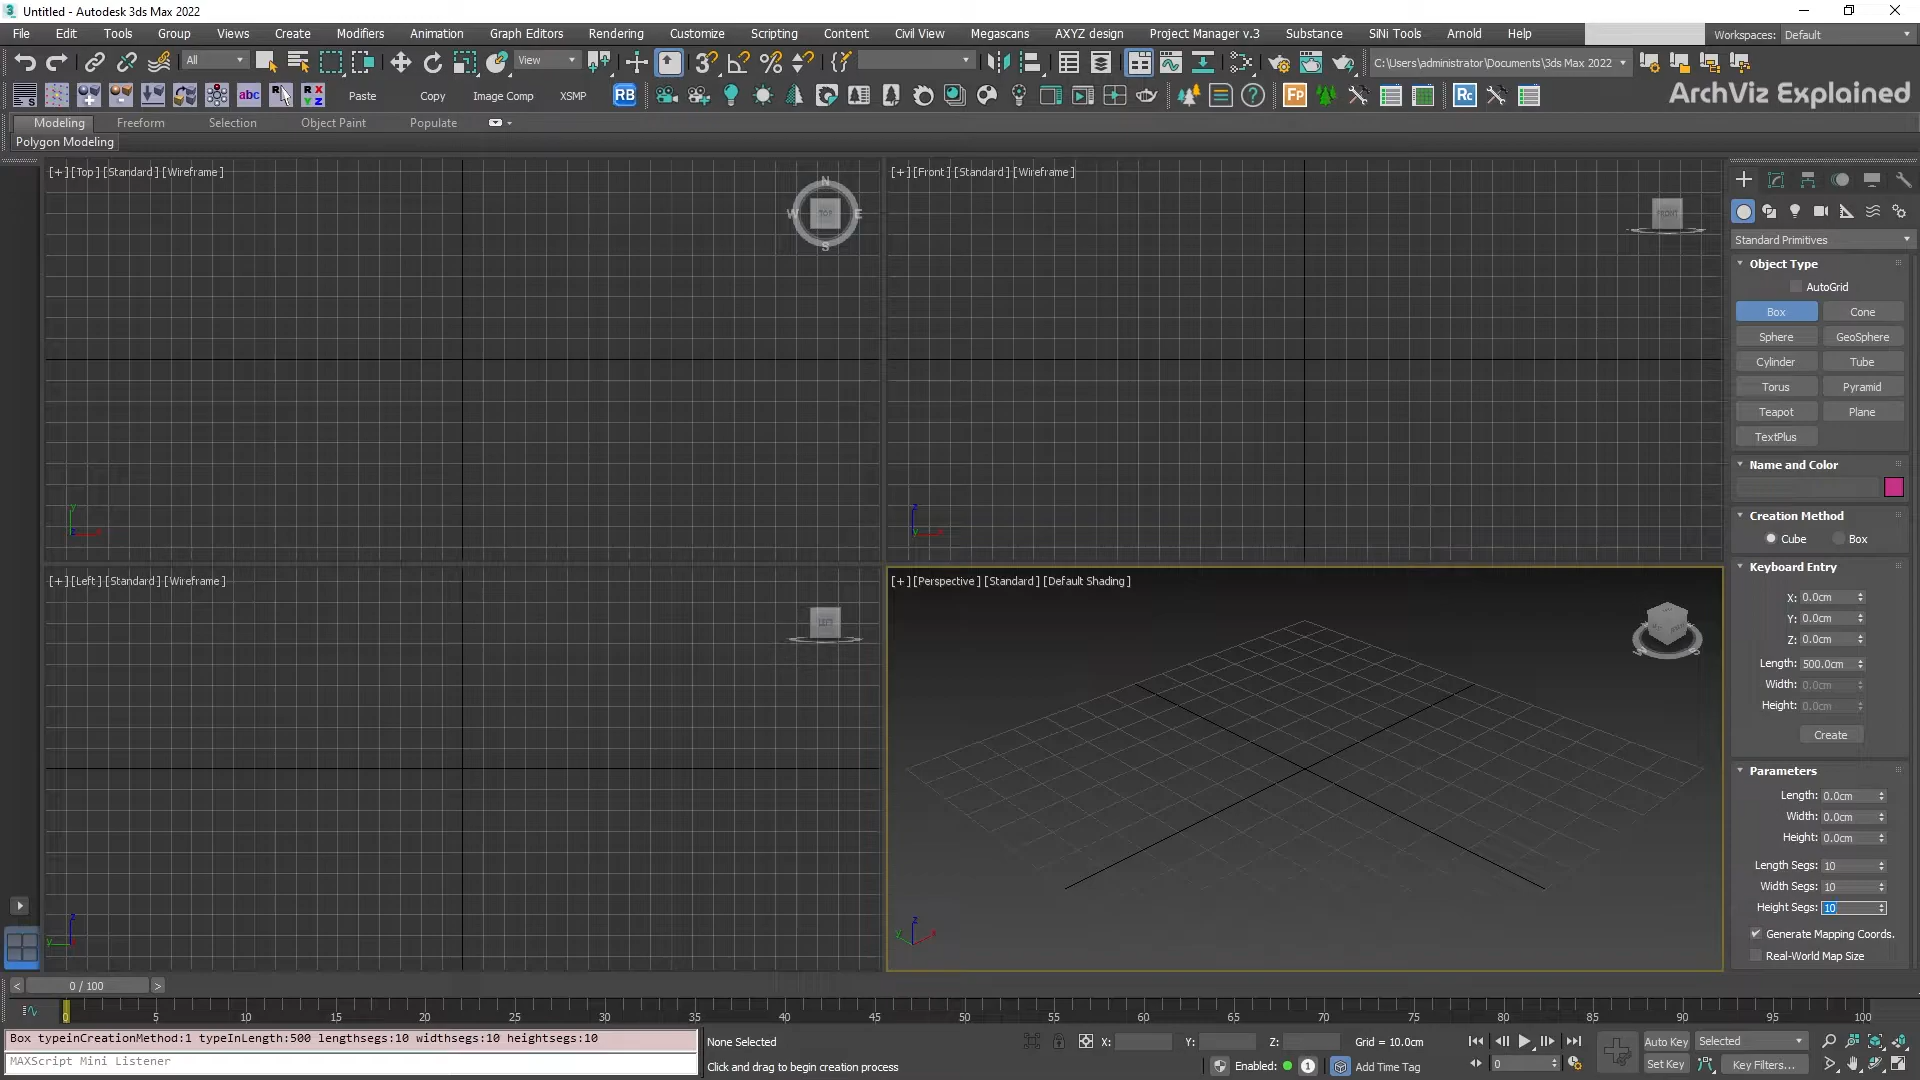 Untitled - Autodesk 3ds Max 2022
File Edit Tools Group Views Create Modifiers Animation Graph Editors Rendering Customize Scripting Content Civil View Megascans AXYZ design Project Manager v.3 Substance SiNi Tools Arnold Help Workspaces: Default
All View C:\Users\administrator\Documents\3ds Max 2022
abc RX YZ Paste Copy Image Comp XSMP RB Fp Rc ArchViz Explained
Modeling Freeform Selection Object Paint Populate
Polygon Modeling
[+] [Top] [Standard] [Wireframe]
[+] [Front] [Standard] [Wireframe]
N
W TOP E
S
FRONT
Standard Primitives
Object Type
AutoGrid
Box Cone
Sphere GeoSphere
Cylinder Tube
Torus Pyramid
Teapot Plane
TextPlus
Name and Color
Creation Method
Cube Box
Keyboard Entry
X: 0.0cm
Y: 0.0cm
Z: 0.0cm
Length: 500.0cm
Width: 0.0cm
Height: 0.0cm
Create
Parameters
Length: 0.0cm
Width: 0.0cm
Height: 0.0cm
Length Segs: 10
Width Segs: 10
Height Segs: 10
Generate Mapping Coords.
Real-World Map Size
[+] [Left] [Standard] [Wireframe]
[+] [Perspective] [Standard] [Default Shading]
LEFT
0 / 100
0 5 10 15 20 25 30 35 40 45 50 55 60 65 70 75 80 85 90 95 100
Box typeinCreationMethod:1 typeInLength:500 lengthsegs:10 widthsegs:10 heightsegs:10
MAXScript Mini Listener
None Selected
Click and drag to begin creation process
X: Y: Z: Grid = 10.0cm
Enabled: 1 Add Time Tag
0
Auto Key Selected
Set Key Key Filters...